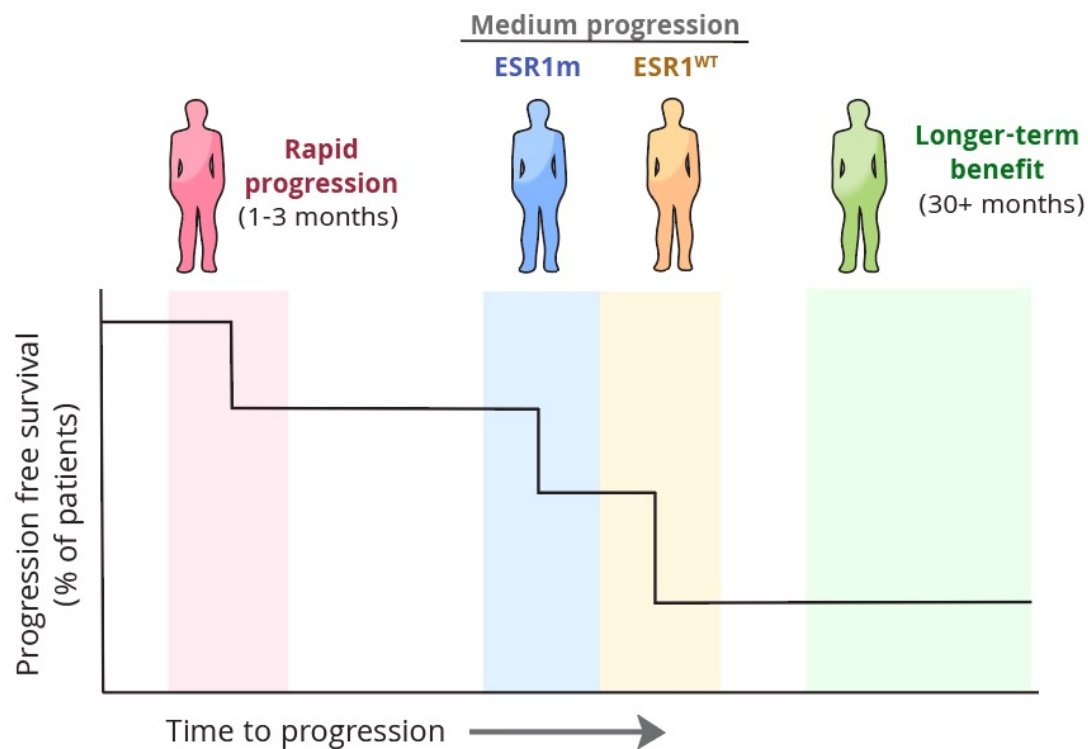 Medium progression
ESR1m
ESR1WT
Rapid
progression
(1-3 months)
Longer-term
benefit
(30+ months)
Progression free survival
(% of patients)
Time to progression